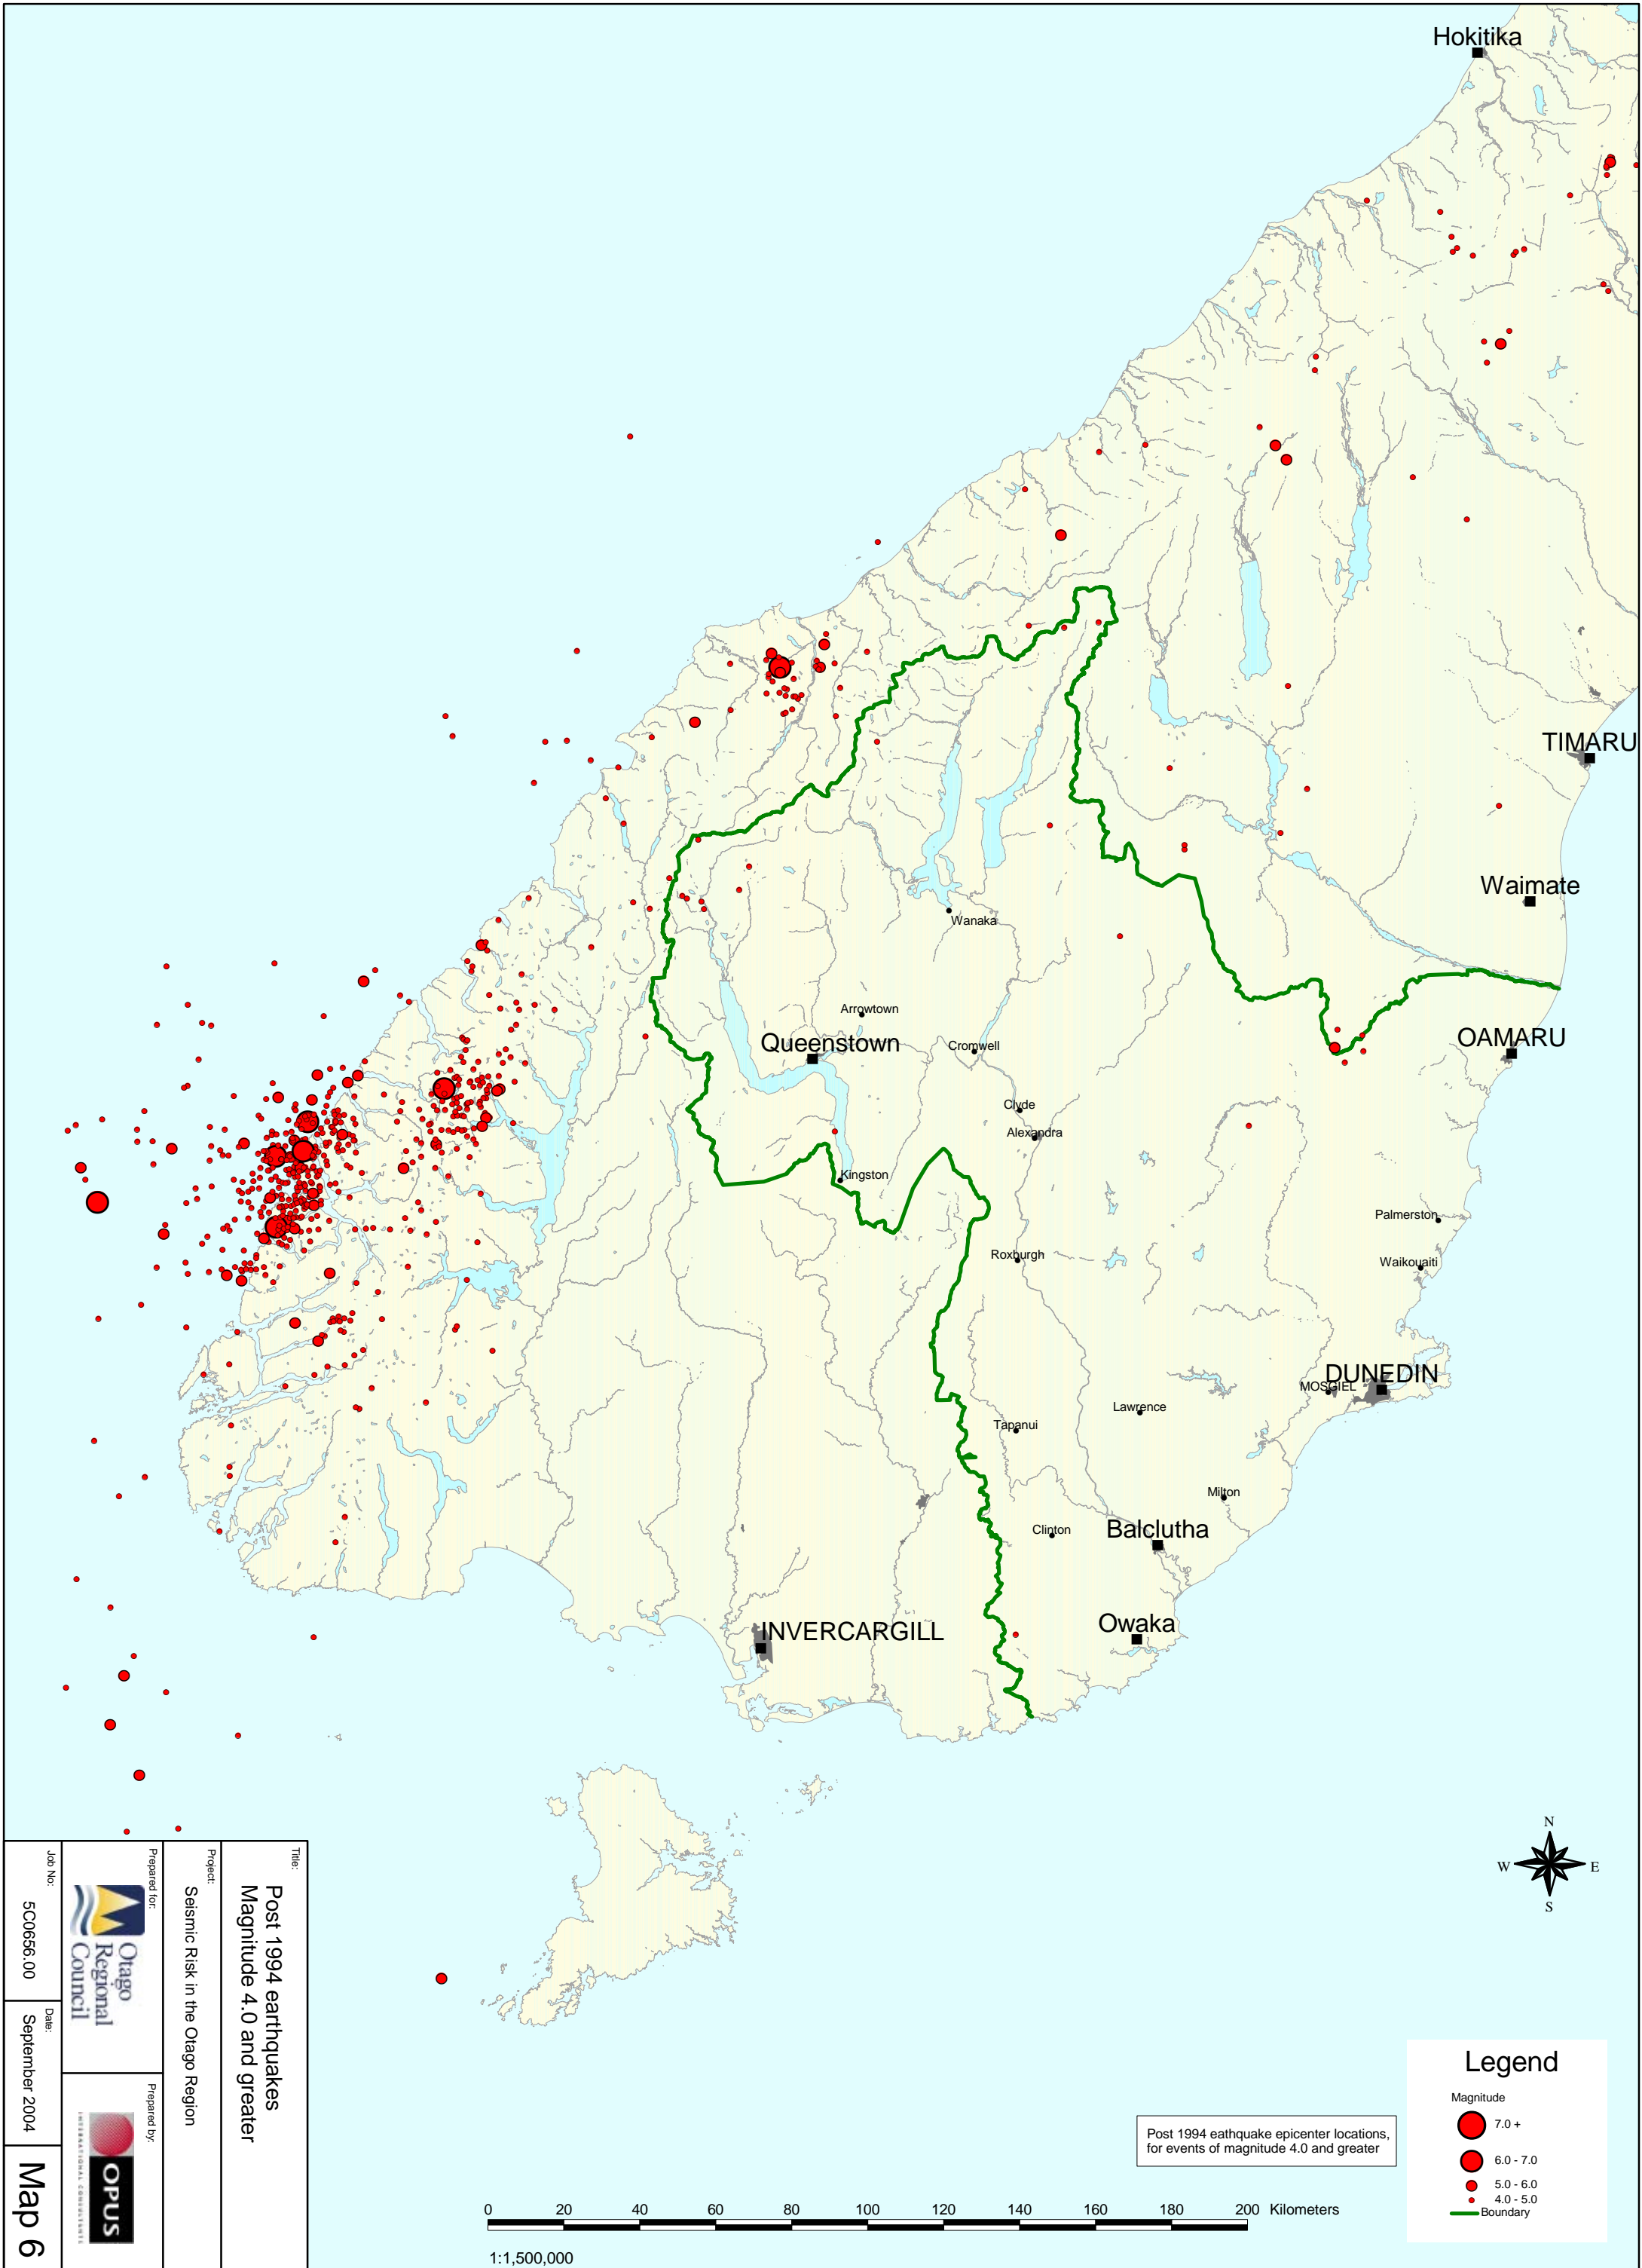 Hokitika
TIMARU
Waimate
Wanaka
Arrowtown
Queenstown
Cromwell
OAMARU
Clyde
Alexandra
Kingston
Palmerston
Roxburgh
Waikouaiti
DUNEDIN
MOSGIEL
Lawrence
Tapanui
Milton
Clinton
Balclutha
Owaka
INVERCARGILL
N
W E
S
Title:
Post 1994 earthquakes
Magnitude 4.0 and greater
Project:
Seismic Risk in the Otago Region
Prepared for:
Otago
Regional
Council
Prepared by:
OPUS
INTERNATIONAL CONSULTANTS
Job No:
5C0656.00
Date:
September 2004
Map 6
Post 1994 eathquake epicenter locations,
for events of magnitude 4.0 and greater
Legend
Magnitude
7.0 +
6.0 - 7.0
5.0 - 6.0
4.0 - 5.0
Boundary
0 20 40 60 80 100 120 140 160 180 200 Kilometers
1:1,500,000